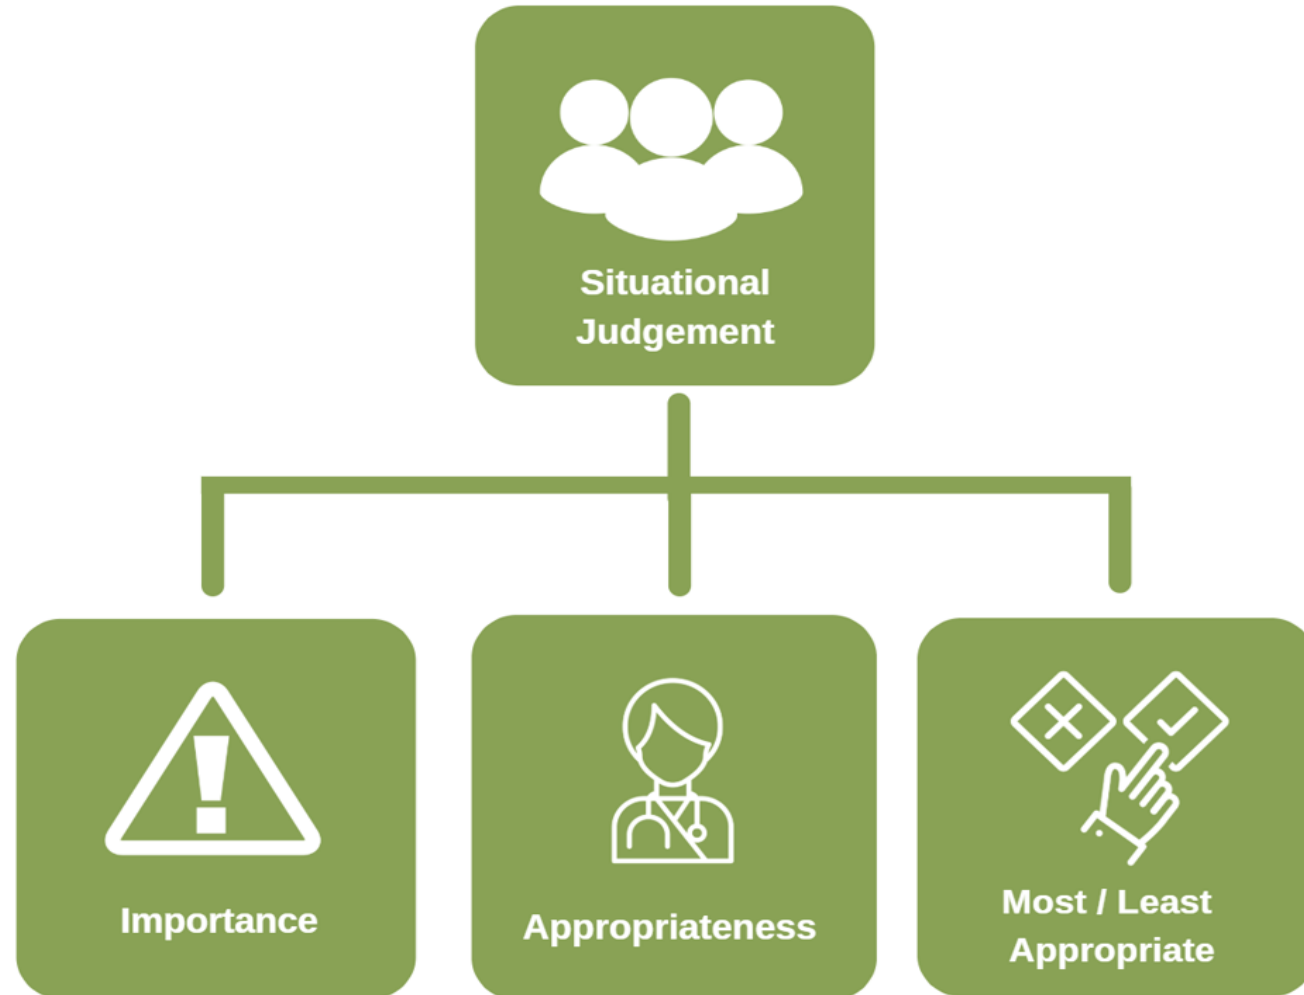 Situational
Judgement
Importance
Appropriateness
Most / Least
Appropriate